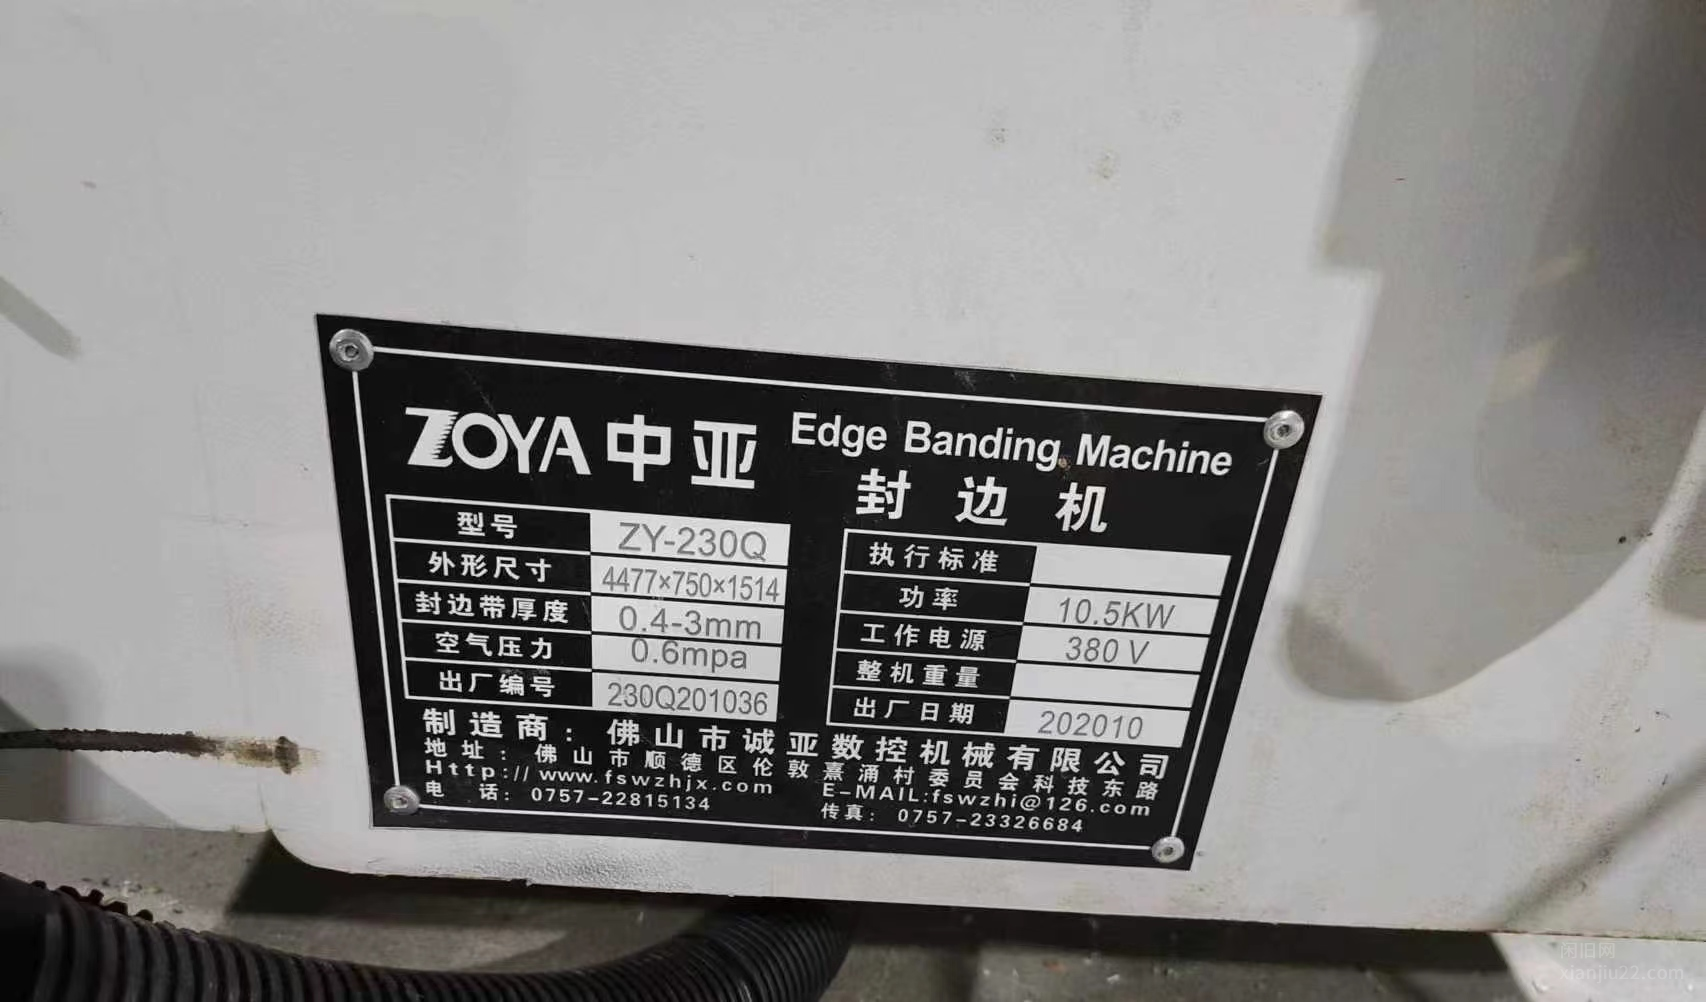 ZOYA 中亚 Edge Banding Machine
封边机
型号 ZY-230Q
外形尺寸 4477×750×1514
封边带厚度 0.4-3mm
空气压力 0.6mpa
出厂编号 230Q201036
执行标准
功率 10.5KW
工作电源 380V
整机重量
出厂日期 202010
制造商：佛山市诚亚数控机械有限公司
地址：佛山市顺德区伦敦熹涌村委员会科技东路
Http://www.fswzhjx.com E-MAIL:fswzhi@126.com
电话：0757-22815134 传真：0757-23326684
闲旧网
xianjiu22.com